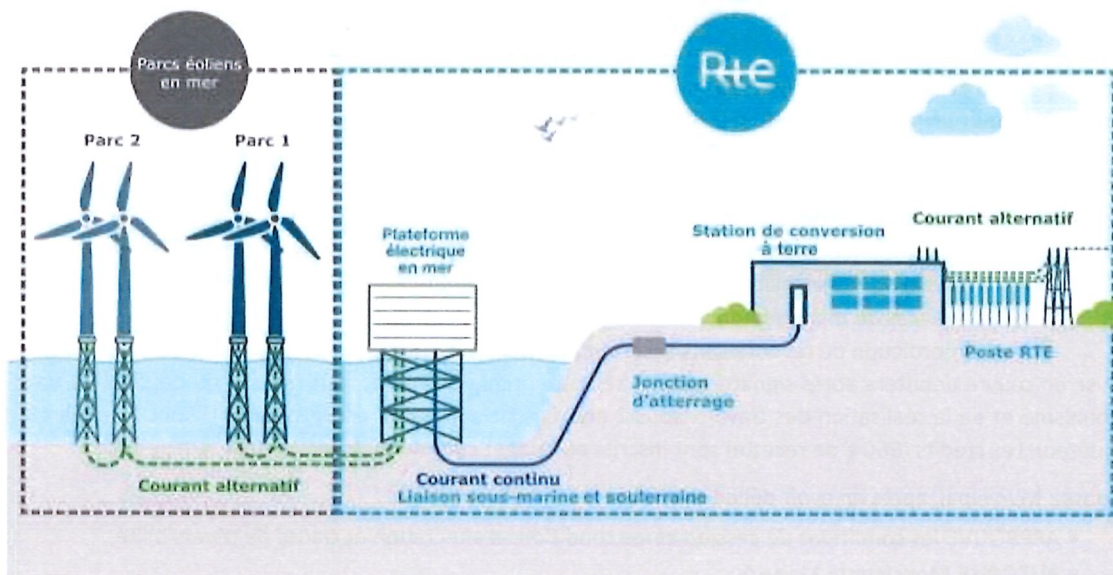 Parcs éoliens
en mer
Rte
Parc 2
Parc 1
Plateforme
électrique
en mer
Station de conversion
à terre
Courant alternatif
Poste RTE
Jonction
d'atterrage
Courant continu
Liaison sous-marine et souterraine
Courant alternatif